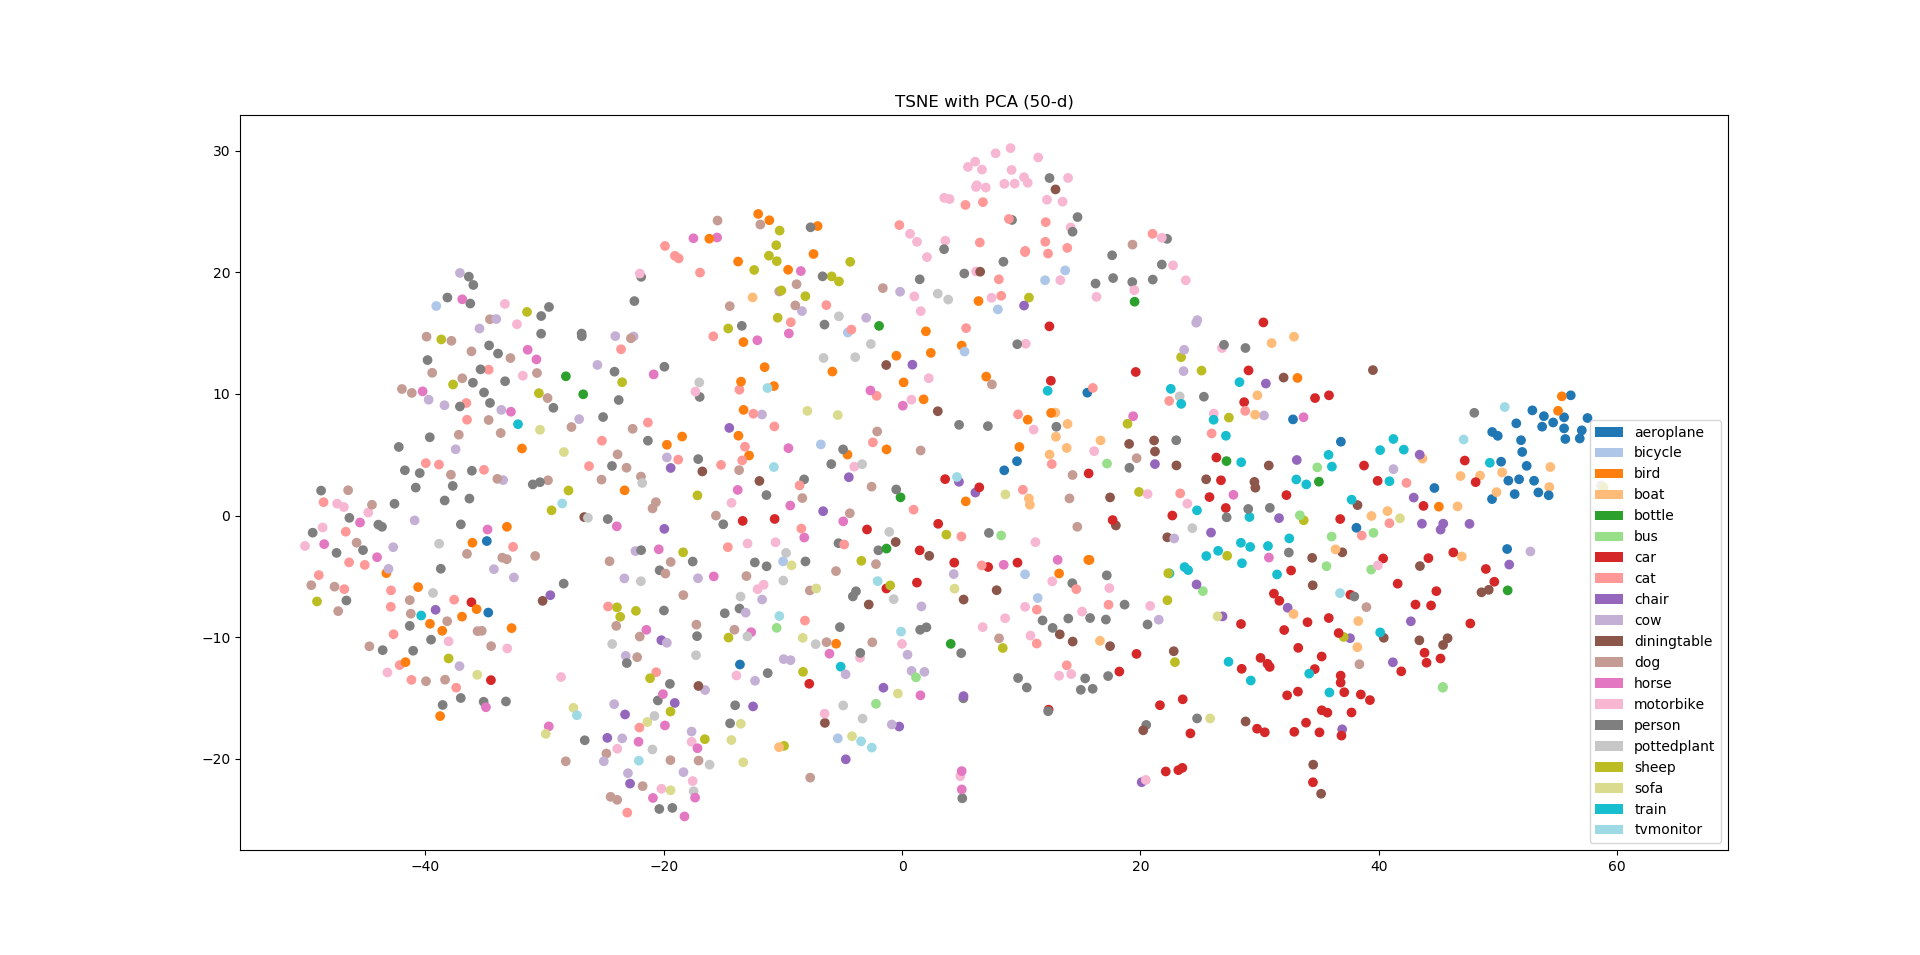 TSNE with PCA (50-d)
30
20
10
0
−10
−20
−40
−20
0
20
40
60
aeroplane
bicycle
bird
boat
bottle
bus
car
cat
chair
cow
diningtable
dog
horse
motorbike
person
pottedplant
sheep
sofa
train
tvmonitor